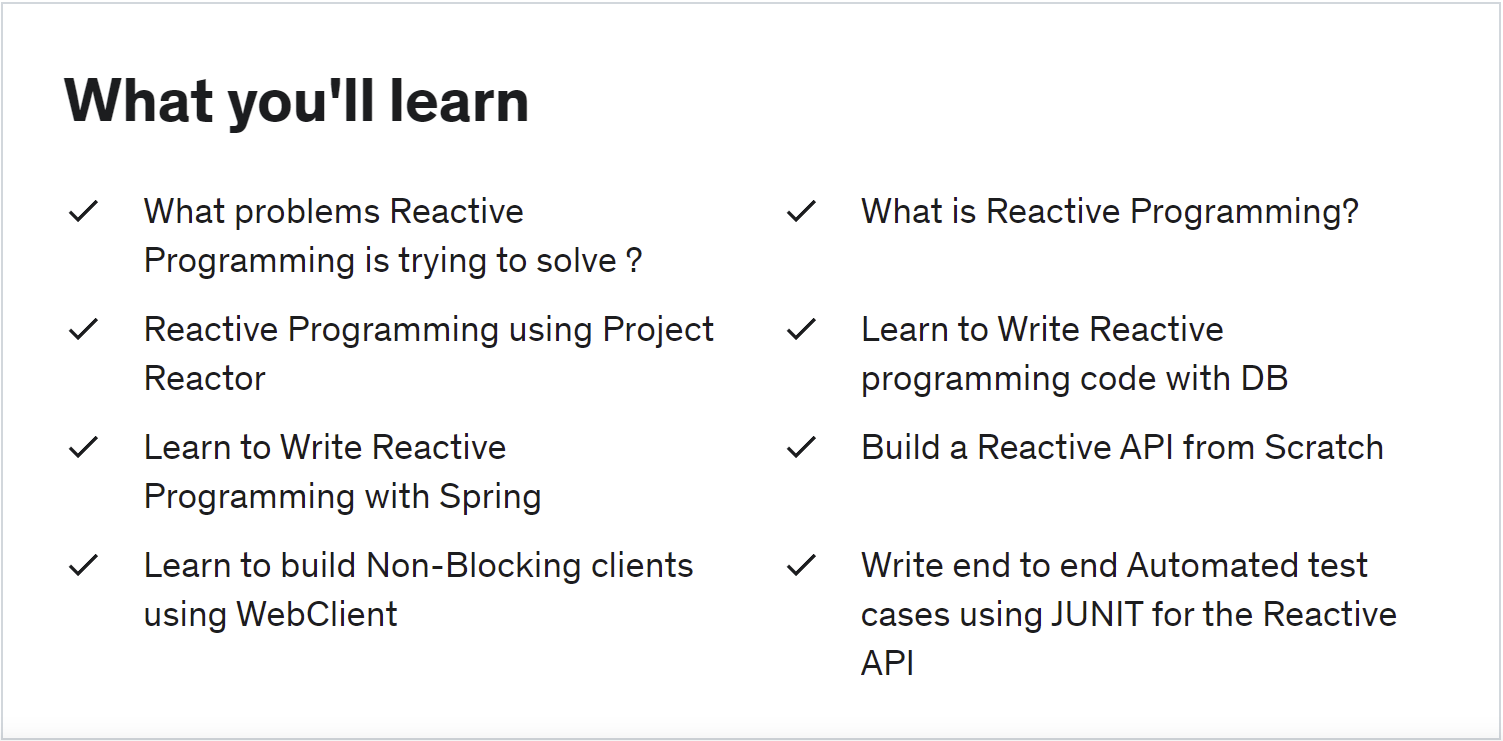 What you'll learn
What problems Reactive
Programming is trying to solve ?
What is Reactive Programming?
Reactive Programming using Project
Reactor
Learn to Write Reactive
programming code with DB
Learn to Write Reactive
Programming with Spring
Build a Reactive API from Scratch
Learn to build Non-Blocking clients
using WebClient
Write end to end Automated test
cases using JUNIT for the Reactive
API